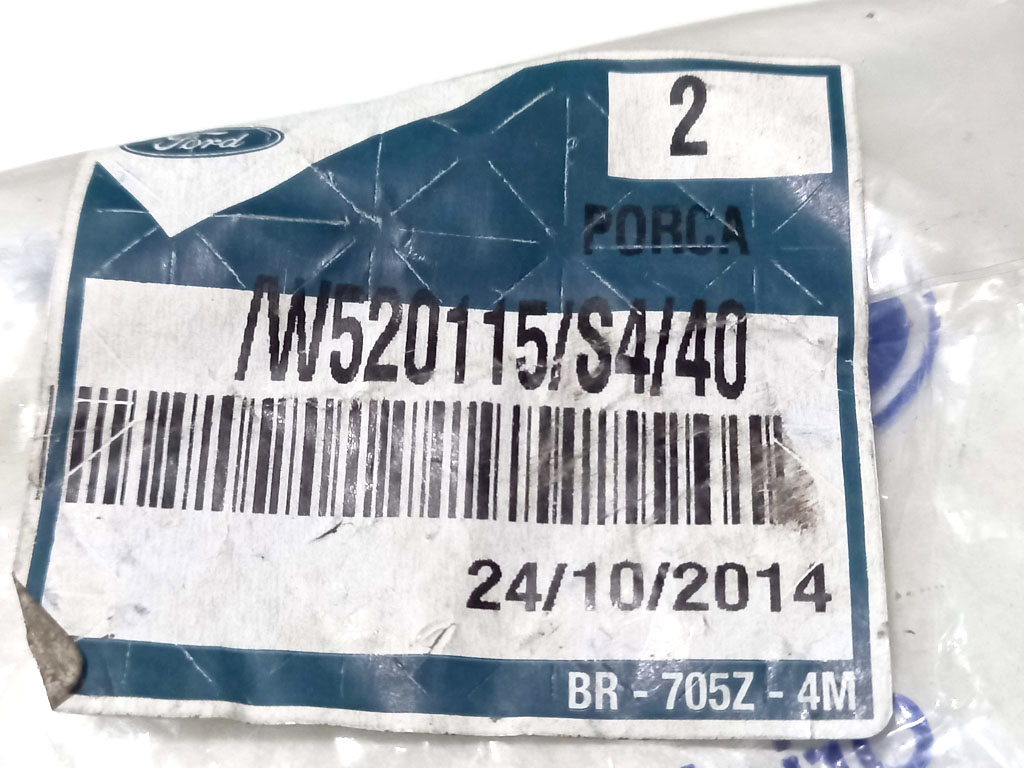 Ford
2
PORCA
/W520115/S4/40
24/10/2014
BR - 705Z - 4M